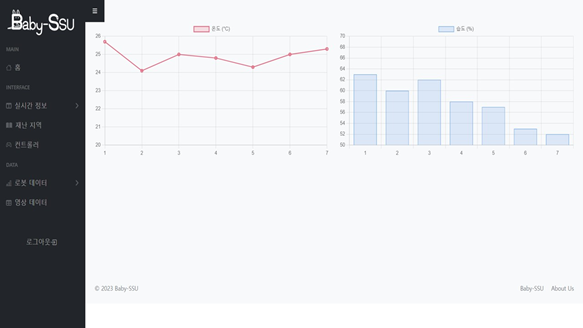 Baby-SSU
MAIN
홈
INTERFACE
실시간 정보
재난 지역
컨트롤러
DATA
로봇 데이터
영상 데이터
로그아웃
온도 (℃)
26
25
24
23
22
21
20
1 2 3 4 5 6 7
습도 (%)
70
68
66
64
62
60
58
56
54
52
50
1 2 3 4 5 6 7
© 2023 Baby-SSU
Baby-SSU About Us